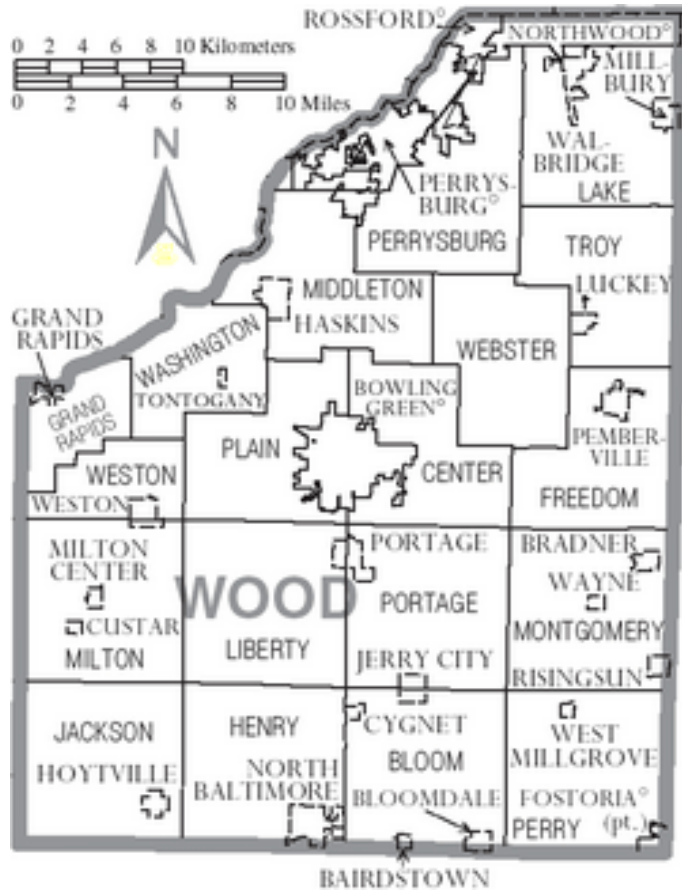 ROSSFORD°
NORTHWOOD°
0 2 4 6 8 10 Kilometers
0 2 4 6 8 10 Miles
MILL-
BURY
N
WAL-
BRIDGE
LAKE
PERRYS-
BURG°
PERRYSBURG
TROY
LUCKEY
MIDDLETON
HASKINS
GRAND
RAPIDS
WASHINGTON
WEBSTER
TONTOGANY
GRAND
RAPIDS
BOWLING
GREEN°
PEMBER-
VILLE
PLAIN
CENTER
WESTON
FREEDOM
WESTON
PORTAGE
BRADNER
MILTON
CENTER
WAYNE
WOOD
PORTAGE
CUSTAR
MONTGOMERY
MILTON
LIBERTY
JERRY CITY
RISINGSUN
JACKSON
HENRY
CYGNET
WEST
MILLGROVE
BLOOM
HOYTVILLE
NORTH
BALTIMORE
BLOOMDALE
FOSTORIA°
(pt.)
PERRY
BAIRDSTOWN